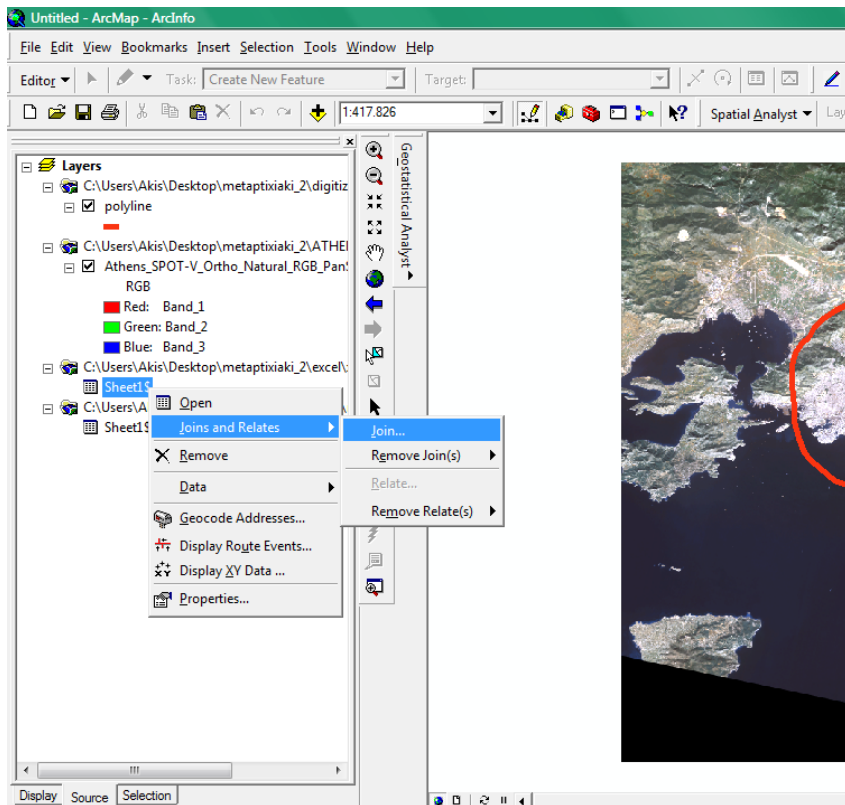 Untitled - ArcMap - ArcInfo
File Edit View Bookmarks Insert Selection Tools Window Help
Editor Task: Create New Feature Target:
1:417.826 Spatial Analyst Lay
Layers
C:\Users\Akis\Desktop\metaptixiaki_2\digitiz
polyline
C:\Users\Akis\Desktop\metaptixiaki_2\ATHE
Athens_SPOT-V_Ortho_Natural_RGB_Pan
RGB
Red: Band_1
Green: Band_2
Blue: Band_3
C:\Users\Akis\Desktop\metaptixiaki_2\excel\
Sheet1$
C:\Users\A
Sheet1$
Open
Joins and Relates
Remove
Data
Geocode Addresses...
Display Route Events...
Display XY Data ...
Properties...
Join...
Remove Join(s)
Relate...
Remove Relate(s)
Geostatistical Analyst
Display Source Selection